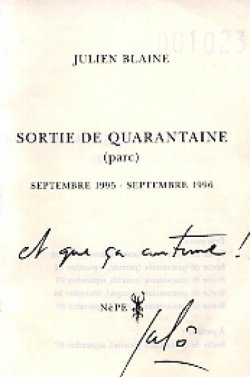 001023
JULIEN BLAINE
SORTIE DE QUARANTAINE
(parc)
SEPTEMBRE 1995 - SEPTEMBRE 1996
et que ça continue !
NèPE